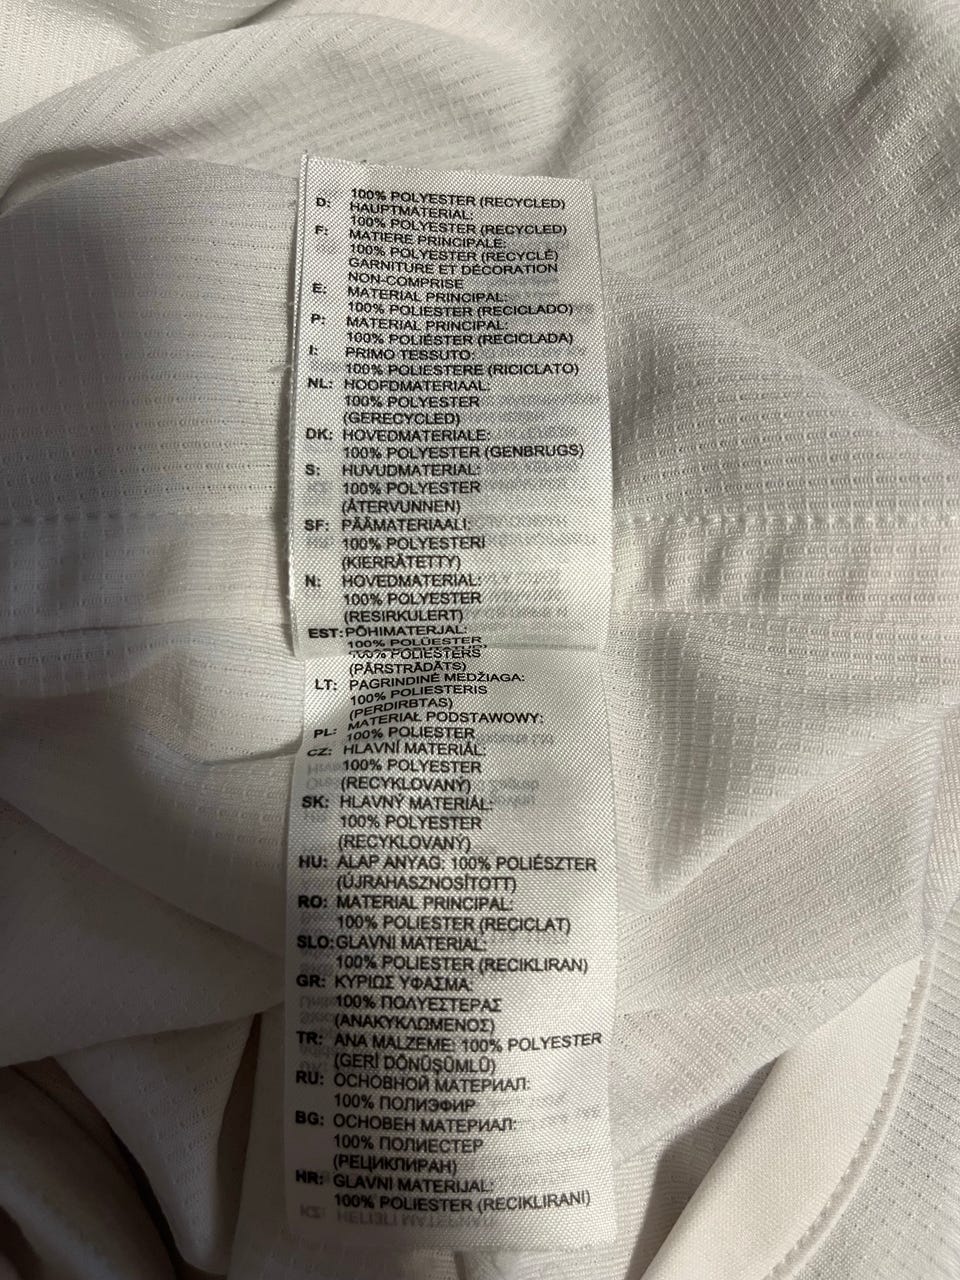 100% POLYESTER (RECYCLED)
D: HAUPTMATERIAL:
100% POLYESTER (RECYCLED)
F: MATIERE PRINCIPALE:
100% POLYESTER (RECYCLÉ)
GARNITURE ET DÉCORATION
NON-COMPRISE
E: MATERIAL PRINCIPAL:
100% POLIESTER (RECICLADO)
P: MATERIAL PRINCIPAL:
100% POLIÉSTER (RECICLADA)
I: PRIMO TESSUTO:
100% POLIESTERE (RICICLATO)
NL: HOOFDMATERIAAL:
100% POLYESTER
(GERECYCLED)
DK: HOVEDMATERIALE:
100% POLYESTER (GENBRUGS)
S: HUVUDMATERIAL:
100% POLYESTER
(ÅTERVUNNEN)
SF: PÄÄMATERIAALI:
100% POLYESTERI
(KIERRÄTETTY)
N: HOVEDMATERIAL:
100% POLYESTER
(RESIRKULERT)
EST: PÕHIMATERJAL:
100% POLÜESTER,
100% POLIESTERS
(PĀRSTRĀDĀTS)
LT: PAGRINDINĖ MEDŽIAGA:
100% POLIESTERIS
(PERDIRBTAS)
PL: MATERIAŁ PODSTAWOWY:
100% POLIESTER
CZ: HLAVNÍ MATERIÁL:
100% POLYESTER
(RECYKLOVANÝ)
SK: HLAVNÝ MATERIÁL:
100% POLYESTER
(RECYKLOVANÝ)
HU: ALAP ANYAG: 100% POLIÉSZTER
(ÚJRAHASZNOSÍTOTT)
RO: MATERIAL PRINCIPAL:
100% POLIESTER (RECICLAT)
SLO: GLAVNI MATERIAL:
100% POLIESTER (RECIKLIRAN)
GR: ΚΥΡΙΩΣ ΥΦΑΣΜΑ:
100% ΠΟΛΥΕΣΤΕΡΑΣ
(ΑΝΑΚΥΚΛΩΜΕΝΟΣ)
TR: ANA MALZEME: 100% POLYESTER
(GERİ DÖNÜŞÜMLÜ)
RU: ОСНОВНОЙ МАТЕРИАЛ:
100% ПОЛИЭФИР
BG: ОСНОВЕН МАТЕРИАЛ:
100% ПОЛИЕСТЕР
(РЕЦИКЛИРАН)
HR: GLAVNI MATERIJAL:
100% POLIESTER (RECIKLIRANI)